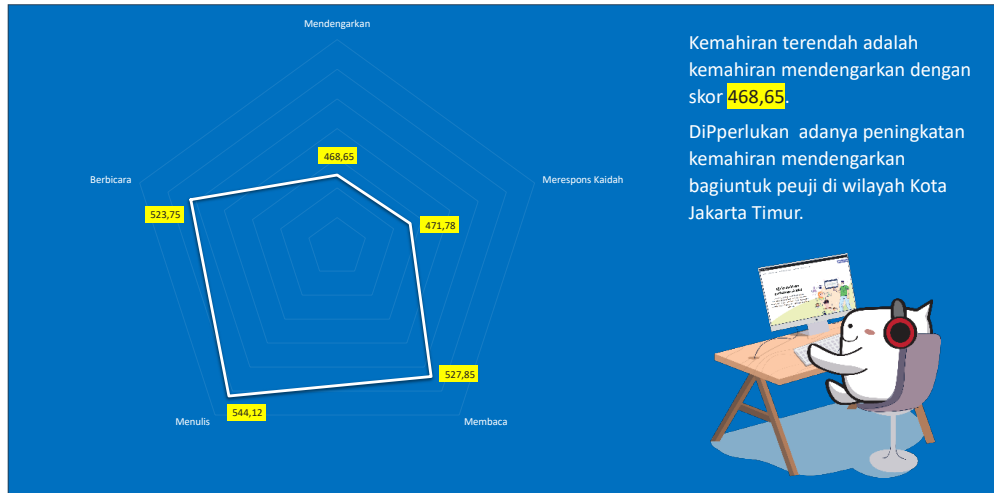 Mendengarkan
468,65
Berbicara
Merespons Kaidah
523,75
471,78
527,85
544,12
Menulis
Membaca
Kemahiran terendah adalah
kemahiran mendengarkan dengan
skor 468,65.
DiPperlukan adanya peningkatan
kemahiran mendengarkan
bagiuntuk peuji di wilayah Kota
Jakarta Timur.